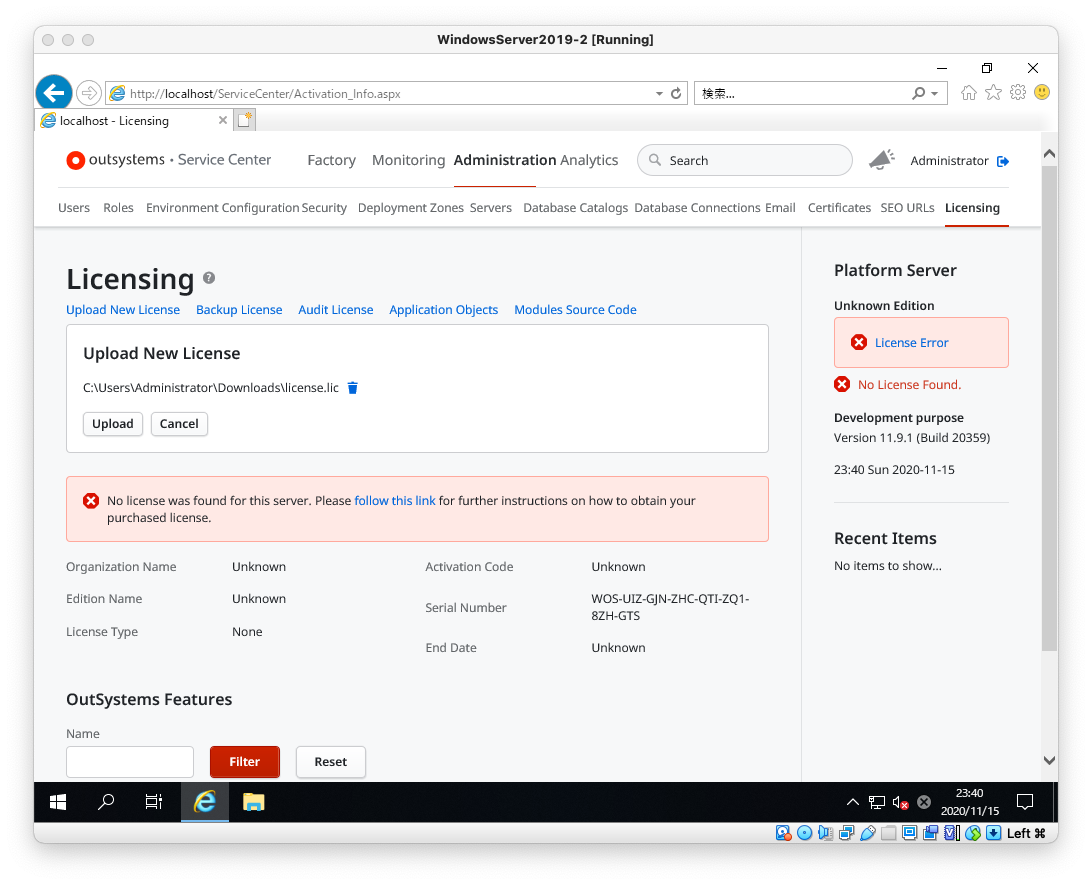 WindowsServer2019-2 [Running]
http://localhost/ServiceCenter/Activation_Info.aspx
検索...
localhost - Licensing
outsystems • Service Center
Factory Monitoring Administration Analytics
Search
Administrator
Users Roles Environment Configuration Security Deployment Zones Servers Database Catalogs Database Connections Email Certificates SEO URLs Licensing
Licensing ?
Upload New License Backup License Audit License Application Objects Modules Source Code
Upload New License
C:\Users\Administrator\Downloads\license.lic
Upload Cancel
No license was found for this server. Please follow this link for further instructions on how to obtain your
purchased license.
Organization Name Unknown
Edition Name Unknown
License Type None
Activation Code Unknown
Serial Number WOS-UIZ-GJN-ZHC-QTI-ZQ1-
8ZH-GTS
End Date Unknown
OutSystems Features
Name
Filter Reset
Platform Server
Unknown Edition
License Error
No License Found.
Development purpose
Version 11.9.1 (Build 20359)
23:40 Sun 2020-11-15
Recent Items
No items to show...
23:40
2020/11/15
Left ⌘